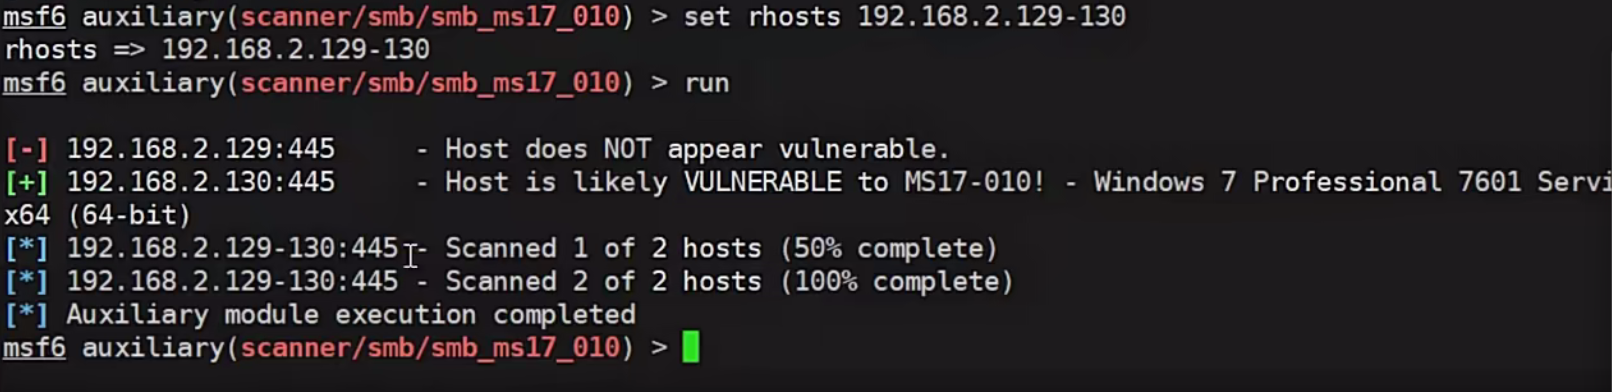 msf6 auxiliary(scanner/smb/smb_ms17_010) > set rhosts 192.168.2.129-130
rhosts => 192.168.2.129-130
msf6 auxiliary(scanner/smb/smb_ms17_010) > run
[-] 192.168.2.129:445     - Host does NOT appear vulnerable.
[+] 192.168.2.130:445     - Host is likely VULNERABLE to MS17-010! - Windows 7 Professional 7601 Servi
x64 (64-bit)
[*] 192.168.2.129-130:445 - Scanned 1 of 2 hosts (50% complete)
[*] 192.168.2.129-130:445 - Scanned 2 of 2 hosts (100% complete)
[*] Auxiliary module execution completed
msf6 auxiliary(scanner/smb/smb_ms17_010) >